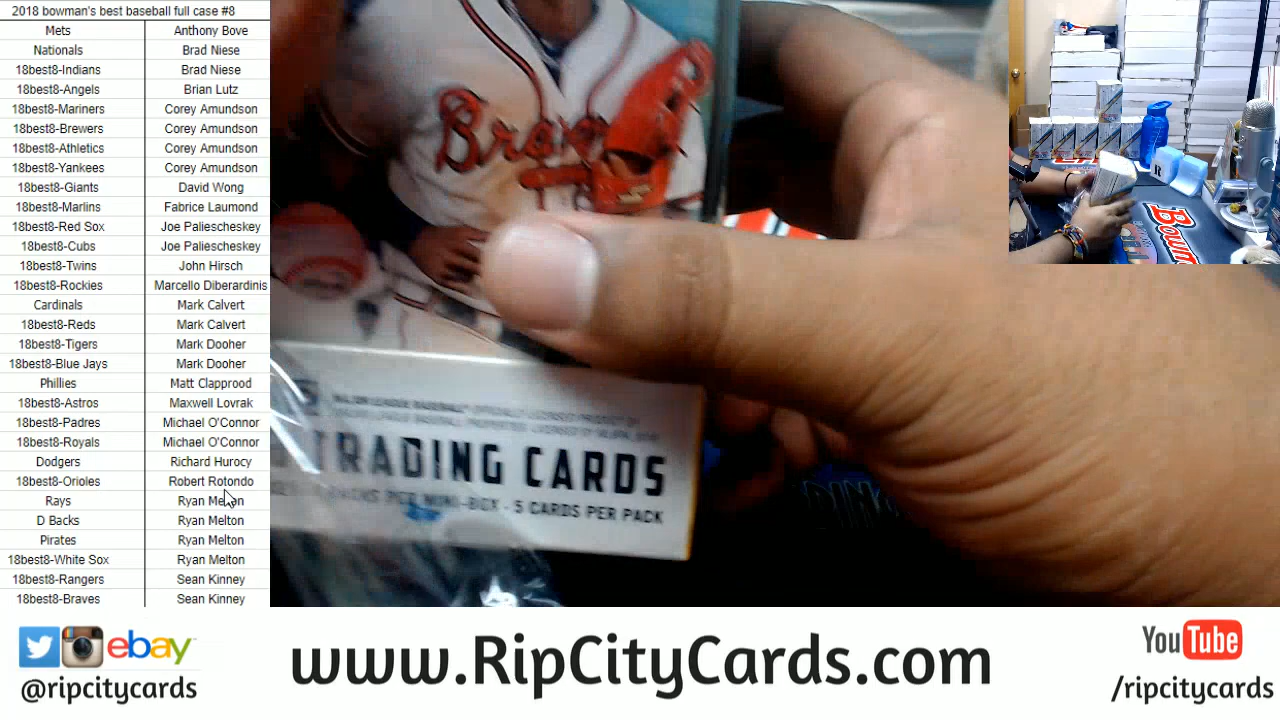 2018 bowman's best baseball full case #8
Mets Anthony Bove
Nationals Brad Niese
18best8-Indians Brad Niese
18best8-Angels Brian Lutz
18best8-Mariners Corey Amundson
18best8-Brewers Corey Amundson
18best8-Athletics Corey Amundson
18best8-Yankees Corey Amundson
18best8-Giants David Wong
18best8-Marlins Fabrice Laumond
18best8-Red Sox Joe Paliescheskey
18best8-Cubs Joe Paliescheskey
18best8-Twins John Hirsch
18best8-Rockies Marcello Diberardinis
Cardinals Mark Calvert
18best8-Reds Mark Calvert
18best8-Tigers Mark Dooher
18best8-Blue Jays Mark Dooher
Phillies Matt Clapprood
18best8-Astros Maxwell Lovrak
18best8-Padres Michael O'Connor
18best8-Royals Michael O'Connor
Dodgers Richard Hurocy
18best8-Orioles Robert Rotondo
Rays Ryan Melton
D Backs Ryan Melton
Pirates Ryan Melton
18best8-White Sox Ryan Melton
18best8-Rangers Sean Kinney
18best8-Braves Sean Kinney
TRADING CARDS
PER MINI-BOX - 5 CARDS PER PACK
ebay
@ripcitycards
www.RipCityCards.com
YouTube
/ripcitycards